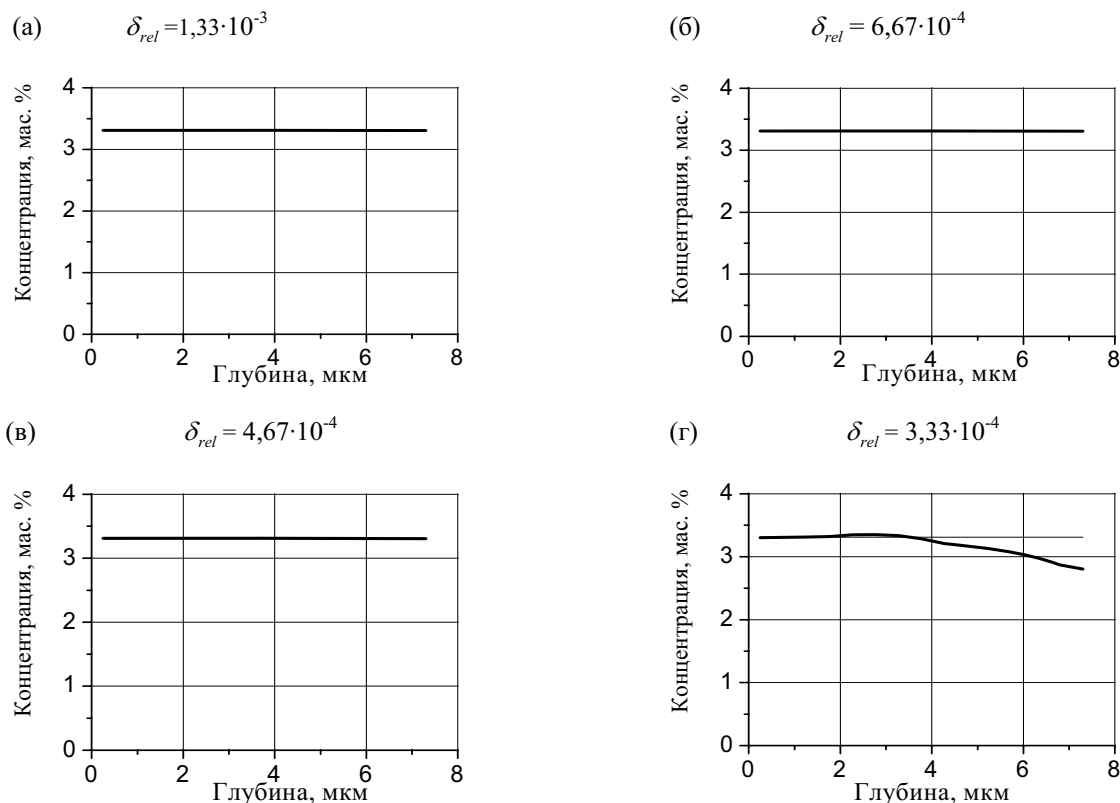 (а) δrel =1,33·10-3
(б) δrel = 6,67·10-4
Концентрация, мас. %
4
3
2
1
0
0 2 4 6 8
Глубина, мкм
Концентрация, мас. %
4
3
2
1
0
0 2 4 6 8
Глубина, мкм
(в) δrel = 4,67·10-4
(г) δrel = 3,33·10-4
Концентрация, мас. %
4
3
2
1
0
0 2 4 6 8
Глубина, мкм
Концентрация, мас. %
4
3
2
1
0
0 2 4 6 8
Глубина, мкм